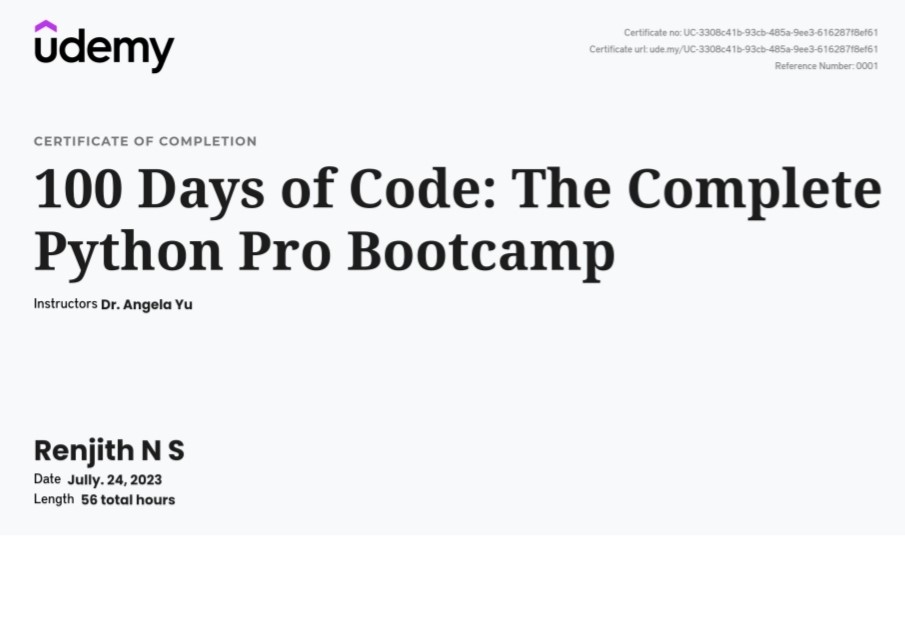 udemy
Certificate no: UC-3308c41b-93cb-485a-9ee3-616287f8ef61
Certificate url: ude.my/UC-3308c41b-93cb-485a-9ee3-616287f8ef61
Reference Number: 0001
CERTIFICATE OF COMPLETION
100 Days of Code: The Complete
Python Pro Bootcamp
Instructors Dr. Angela Yu
Renjith N S
Date Jully. 24, 2023
Length 56 total hours